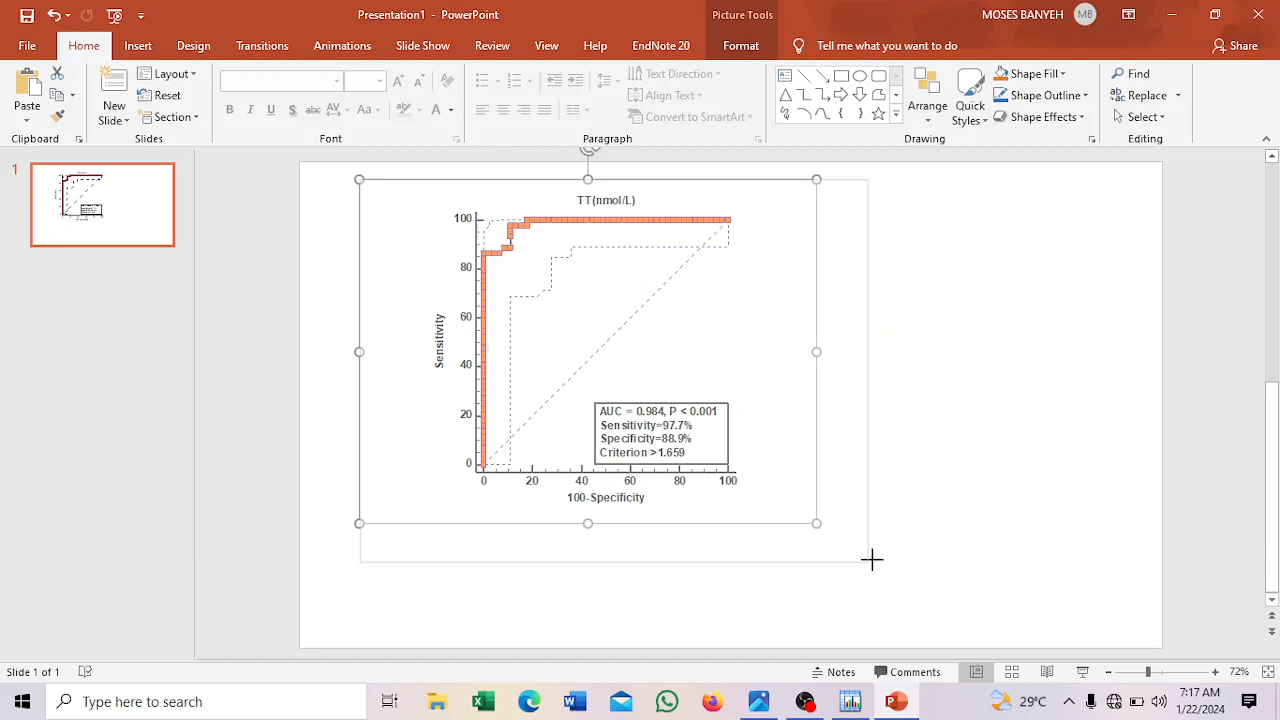 Presentation1 - PowerPoint
Picture Tools
MOSES BANYEH
MB
File
Home
Insert
Design
Transitions
Animations
Slide Show
Review
View
Help
EndNote 20
Format
Tell me what you want to do
Share
Paste
New
Slide
Layout
Reset
Section
B
I
U
S
abc
AV
Aa
A
Text Direction
Align Text
Convert to SmartArt
Arrange
Quick
Styles
Shape Fill
Shape Outline
Shape Effects
Find
Replace
Select
Clipboard
Slides
Font
Paragraph
Drawing
Editing
1
TT(nmol/L)
100
80
60
40
20
0
Sensitivity
AUC = 0.984, P < 0.001
Sensitivity=97.7%
Specificity=88.9%
Criterion >1.659
0 20 40 60 80 100
100-Specificity
Slide 1 of 1
Notes
Comments
72%
Type here to search
29°C
7:17 AM
1/22/2024